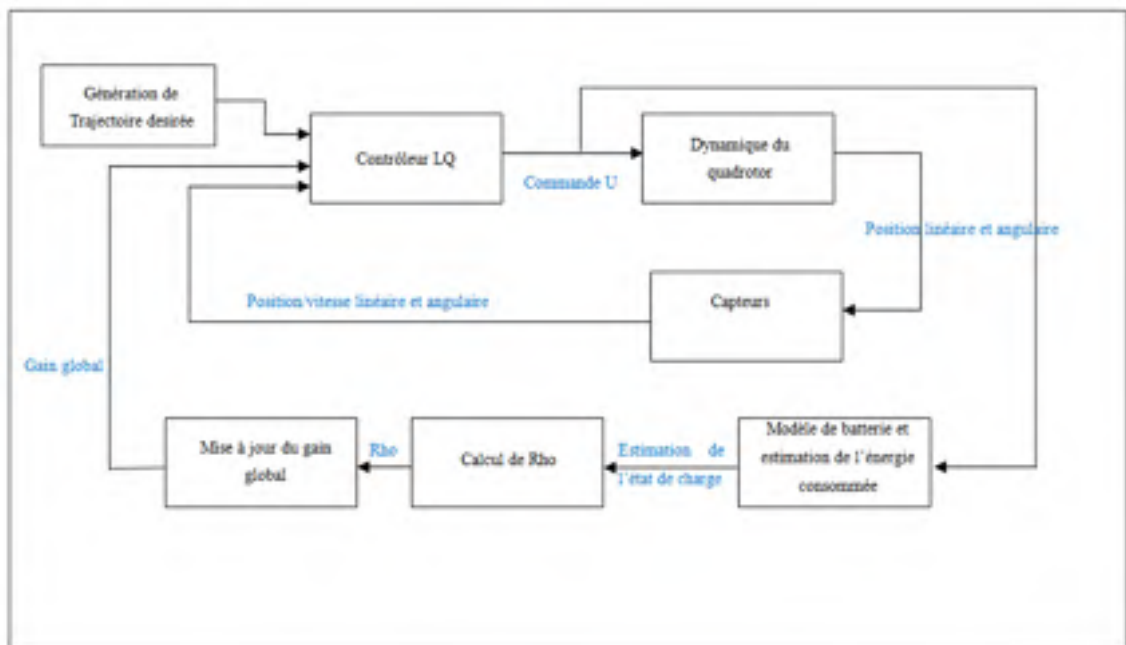 Génération de
Trajectoire desirée
Contrôleur LQ
Dynamique du
quadrotor
Commande U
Position linéaire et angulaire
Capteurs
Position/vitesse linéaire et angulaire
Gain global
Mise à jour du gain
global
Rho
Calcul de Rho
Estimation de
l'état de charge
Modèle de batterie et
estimation de l'énergie
consommée